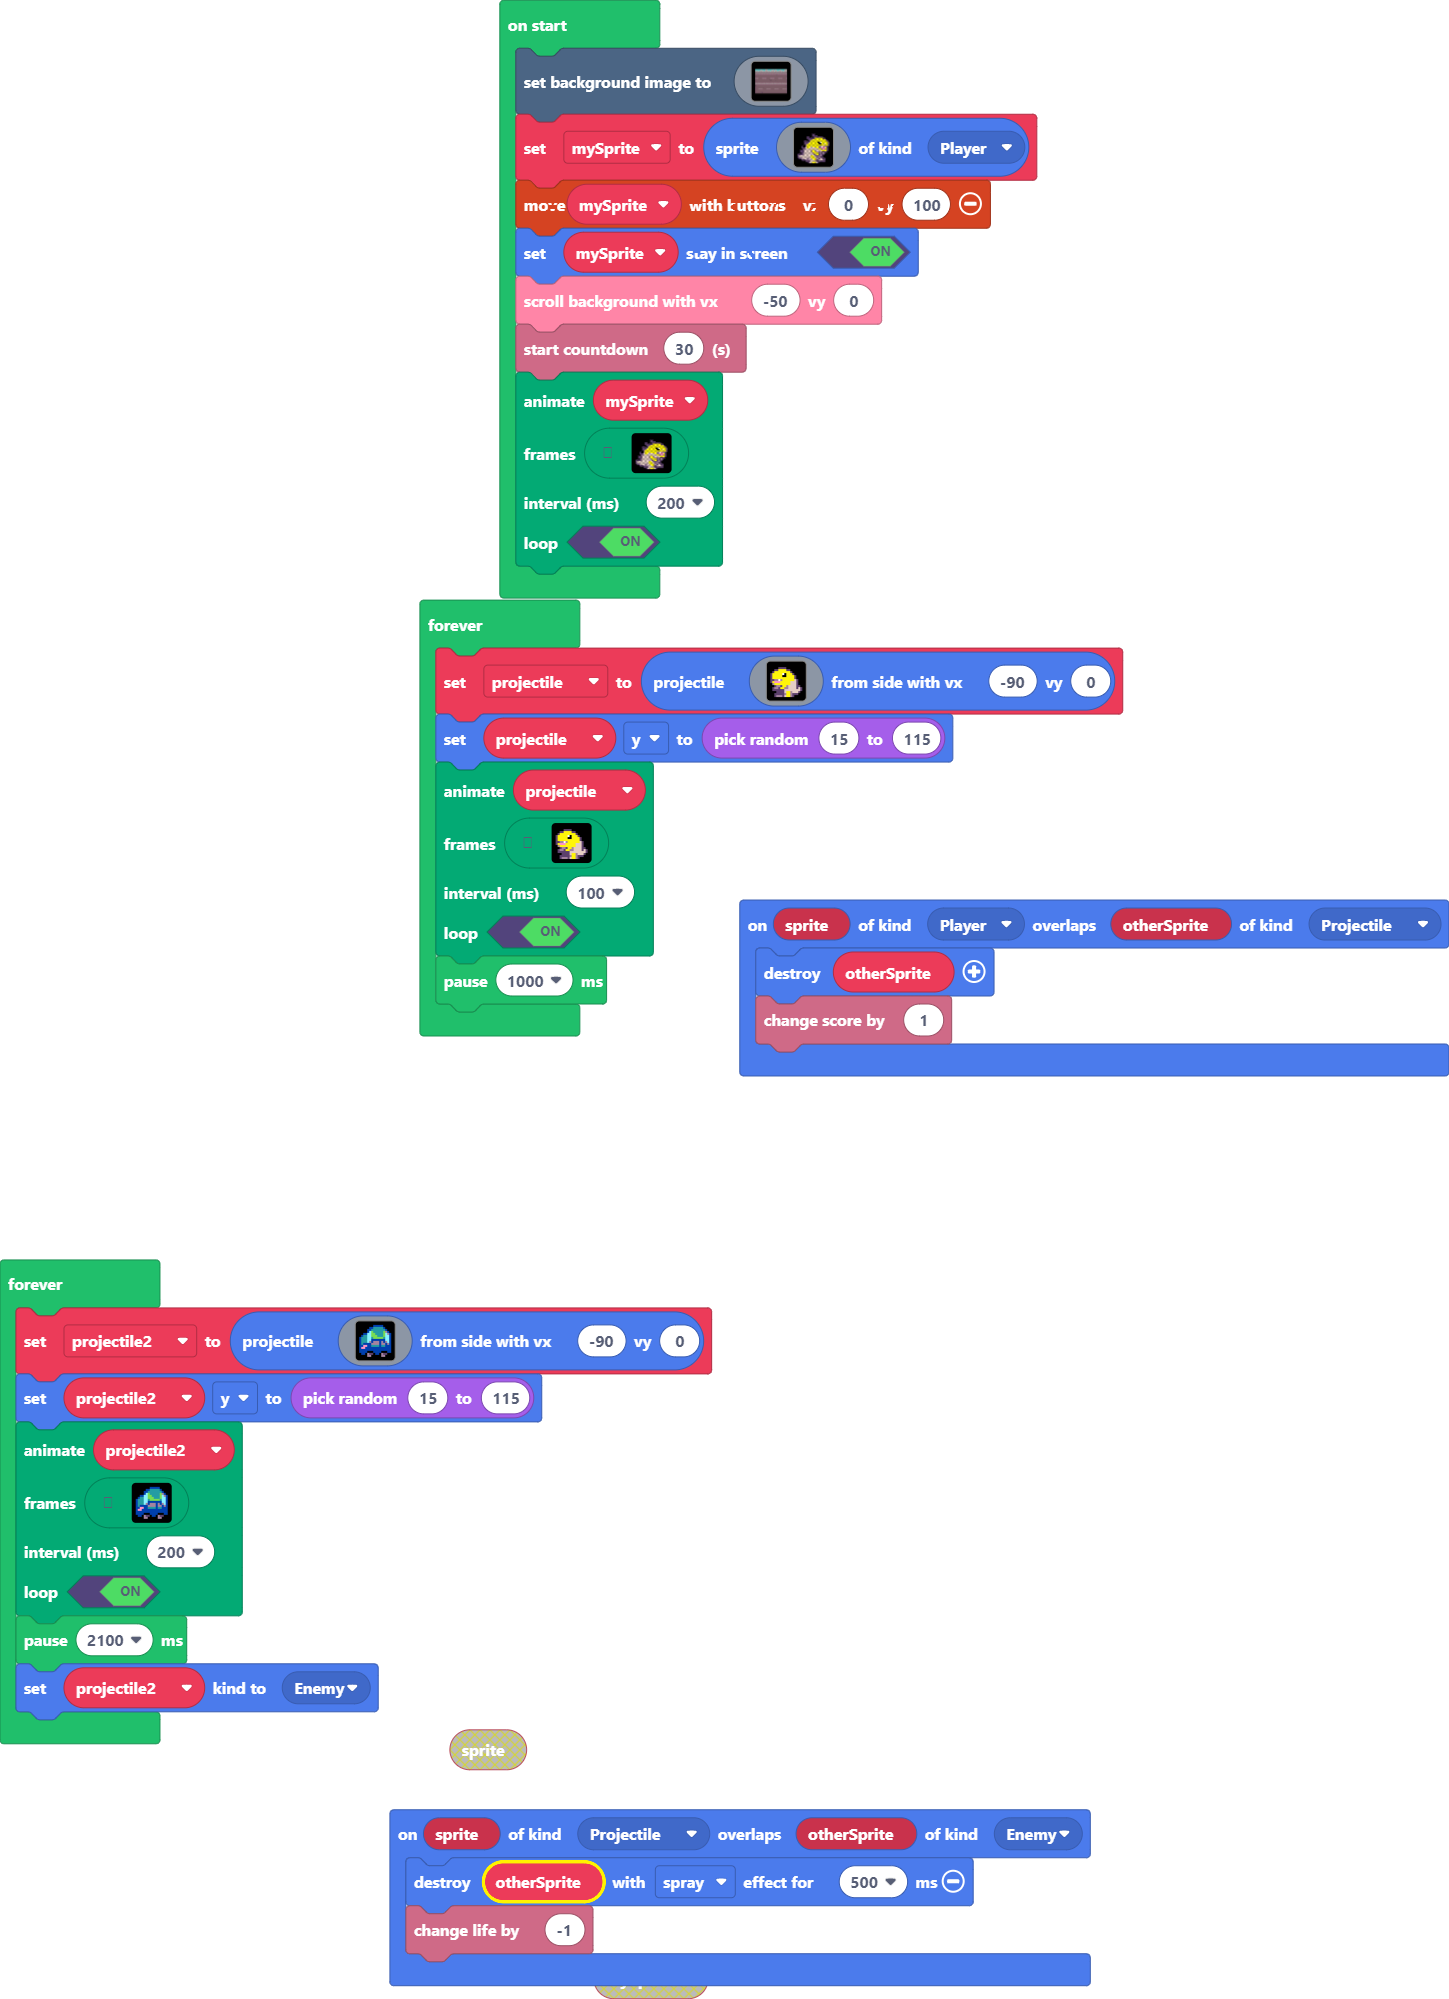 on start
set background image to
set mySprite to sprite of kind Player
move mySprite with buttons vx 0 vy 100
set mySprite stay in screen ON
scroll background with vx -50 vy 0
start countdown 30 (s)
animate mySprite
frames
interval (ms) 200
loop ON
forever
set projectile to projectile from side with vx -90 vy 0
set projectile y to pick random 15 to 115
animate projectile
frames
interval (ms) 100
loop ON
pause 1000 ms
on sprite of kind Player overlaps otherSprite of kind Projectile
destroy otherSprite
change score by 1
forever
set projectile2 to projectile from side with vx -90 vy 0
set projectile2 y to pick random 15 to 115
animate projectile2
frames
interval (ms) 200
loop ON
pause 2100 ms
set projectile2 kind to Enemy
sprite
on sprite of kind Projectile overlaps otherSprite of kind Enemy
destroy otherSprite with spray effect for 500 ms
change life by -1